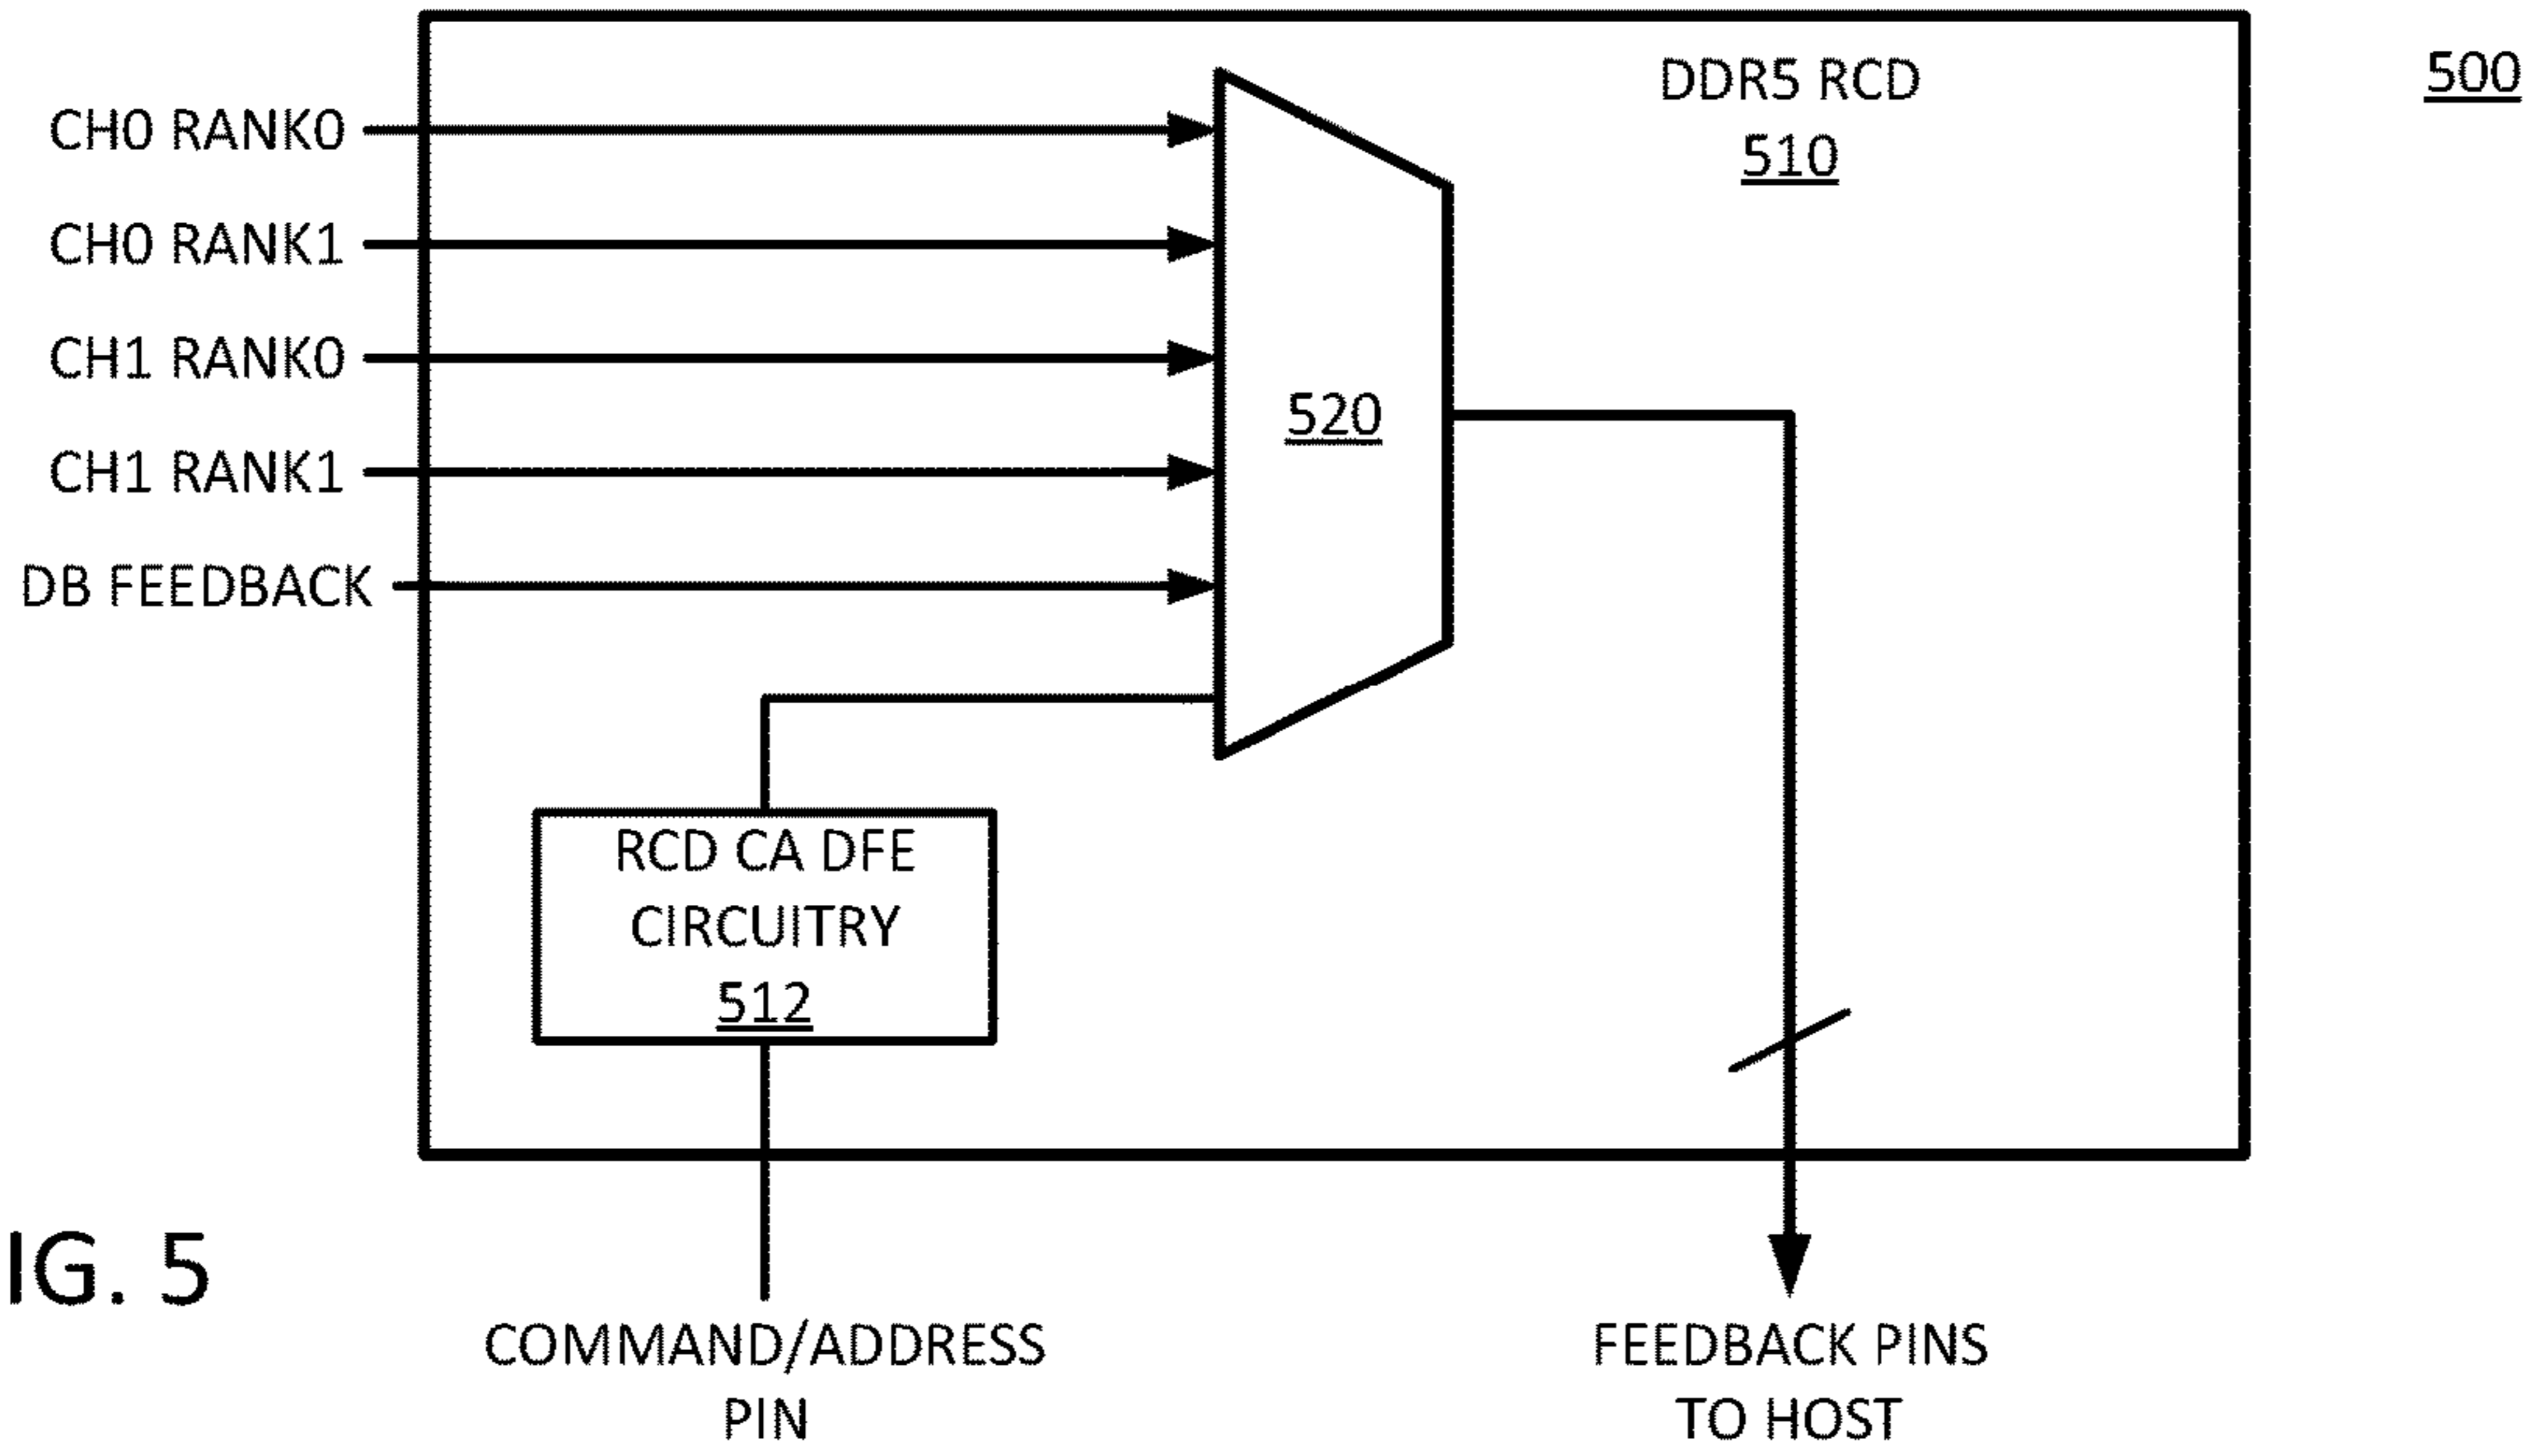 500
DDR5 RCD
510
CH0 RANK0
CH0 RANK1
CH1 RANK0
CH1 RANK1
DB FEEDBACK
520
RCD CA DFE
CIRCUITRY
512
COMMAND/ADDRESS
PIN
FEEDBACK PINS
TO HOST
IG. 5